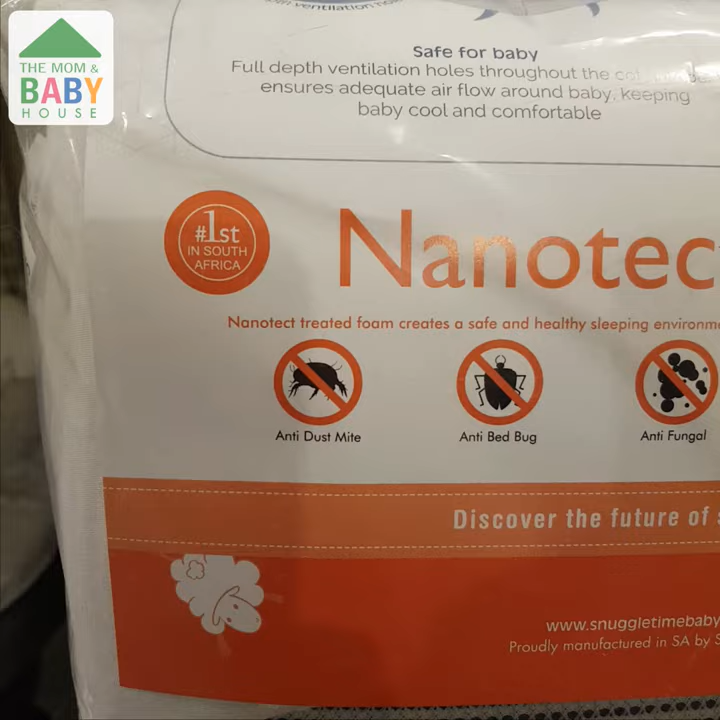 THE MOM &
BABY
HOUSE
ventilation
Safe for baby
Full depth ventilation holes throughout the
ensures adequate air flow around baby, keeping
baby cool and comfortable
#1st
IN SOUTH
AFRICA
Nanotec
Nanotect treated foam creates a safe and healthy sleeping environm
Anti Dust Mite
Anti Bed Bug
Anti Fungal
Discover the future of
www.snuggletimebaby
Proudly manufactured in SA by S